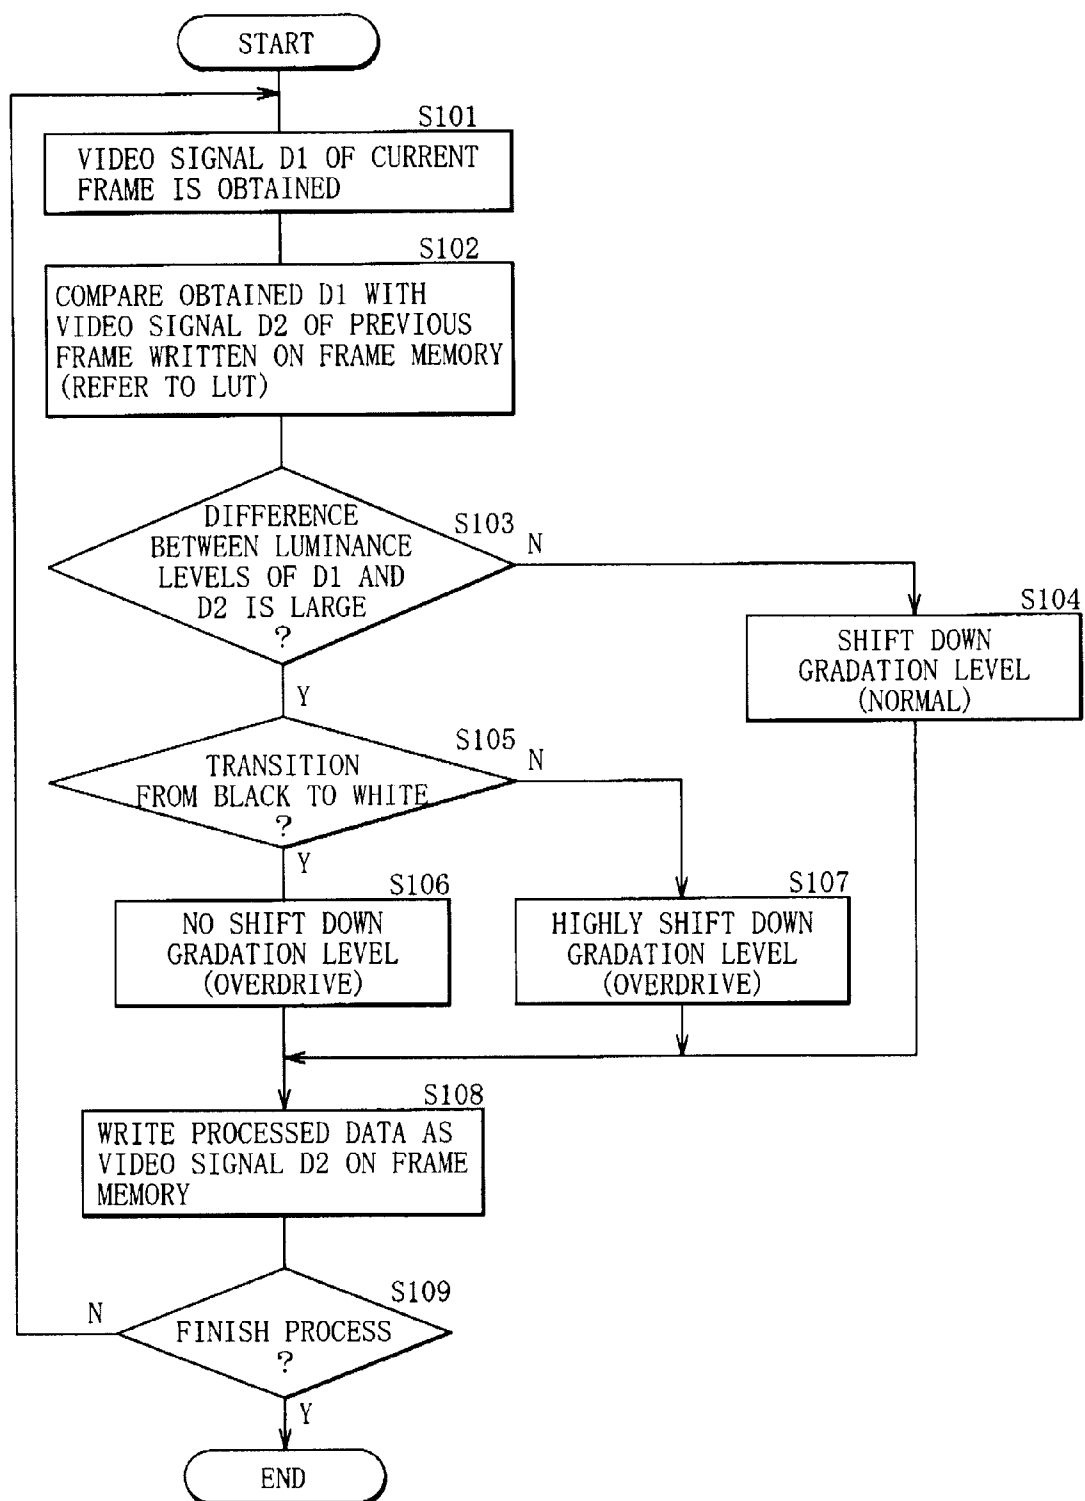 START
S101
VIDEO SIGNAL D1 OF CURRENT
FRAME IS OBTAINED
S102
COMPARE OBTAINED D1 WITH
VIDEO SIGNAL D2 OF PREVIOUS
FRAME WRITTEN ON FRAME MEMORY
(REFER TO LUT)
S103
DIFFERENCE
BETWEEN LUMINANCE
LEVELS OF D1 AND
D2 IS LARGE
?
N
Y
S104
SHIFT DOWN
GRADATION LEVEL
(NORMAL)
S105
TRANSITION
FROM BLACK TO WHITE
?
N
Y
S106
NO SHIFT DOWN
GRADATION LEVEL
(OVERDRIVE)
S107
HIGHLY SHIFT DOWN
GRADATION LEVEL
(OVERDRIVE)
S108
WRITE PROCESSED DATA AS
VIDEO SIGNAL D2 ON FRAME
MEMORY
S109
FINISH PROCESS
?
N
Y
END